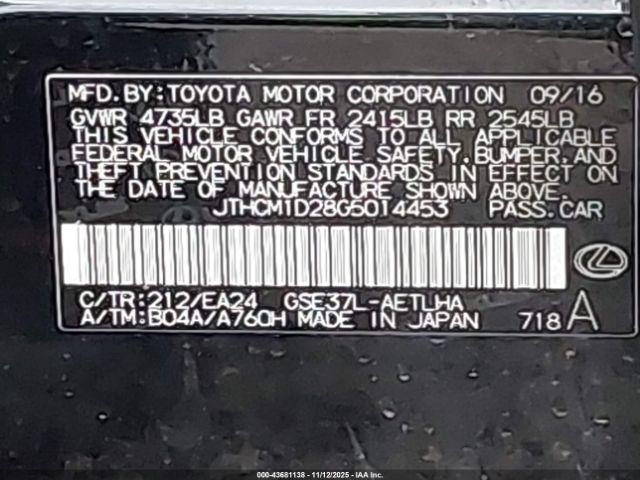 MFD.BY:TOYOTA MOTOR CORPORATION 09/16
GVWR 4735LB GAWR FR 2415LB RR 2545LB
THIS VEHICLE CONFORMS TO ALL APPLICABLE
FEDERAL MOTOR VEHICLE SAFETY,BUMPER,AND
THEFT PREVENTION STANDARDS IN EFFECT ON
THE DATE OF MANUFACTURE SHOWN ABOVE.
JTHCM1D28G5014453 PASS.CAR
C/TR:212/EA24 GSE37L-AETLHA
A/TM:B04A/A760H MADE IN JAPAN 718 A
000-43681138 - 11/12/2025 - IAA Inc.